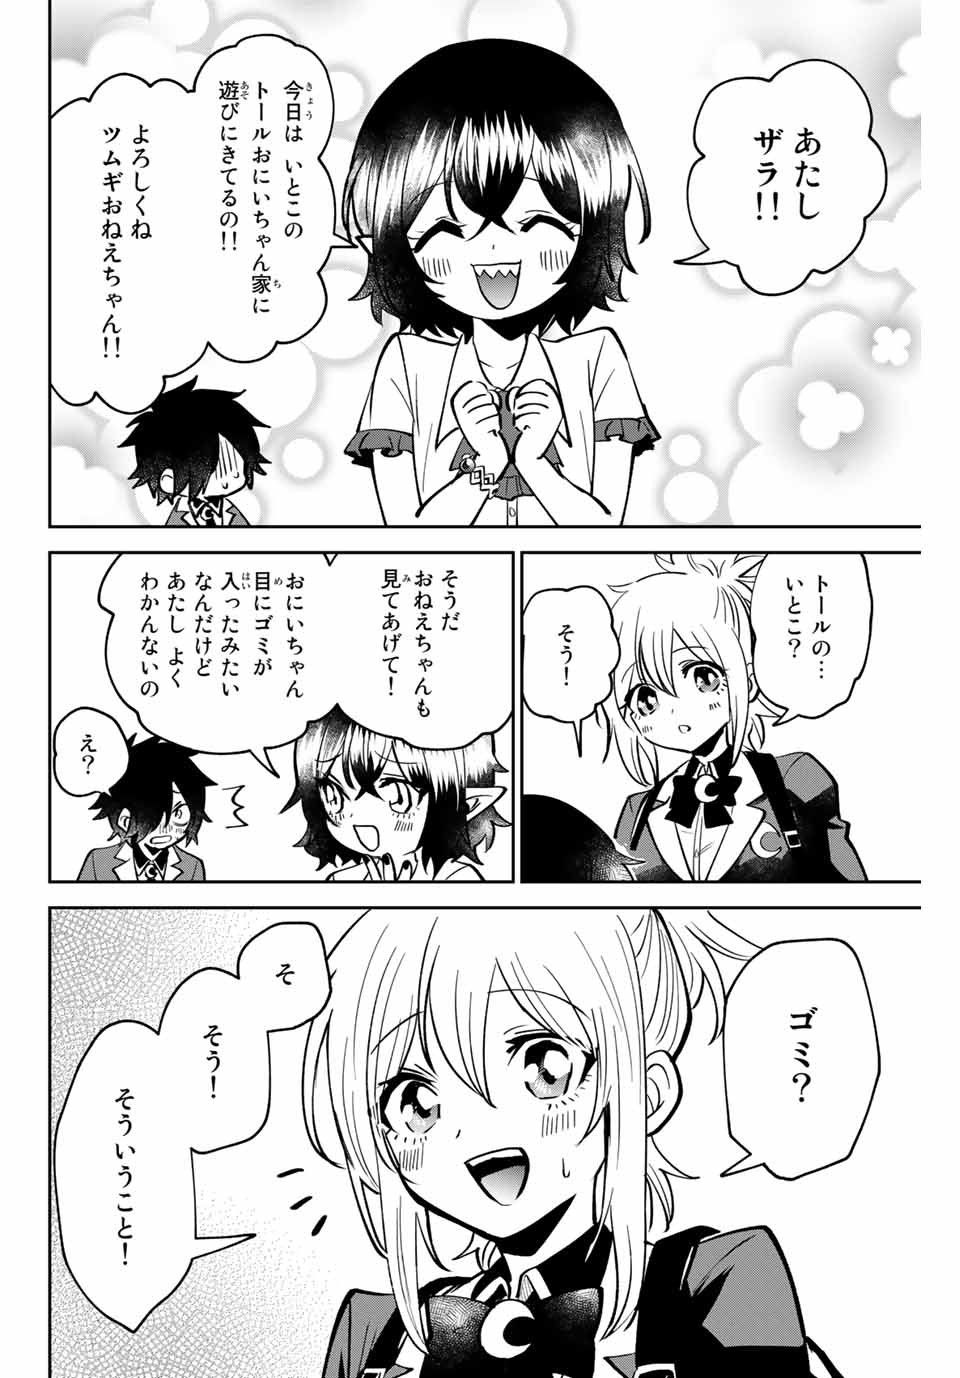 あたし
ザラ!!
今日は いとこの
トールおにいちゃん家に
遊びにきてるの!!
よろしくね
ツムギおねえちゃん!!
トールの…
いとこ?
そう!
そうだ
おねえちゃんも
見てあげて!
おにいちゃん
目にゴミが
入ったみたい
なんだけど
あたし よく
わかんないの
え?
ゴミ?
そ
そう!
そういうこと!